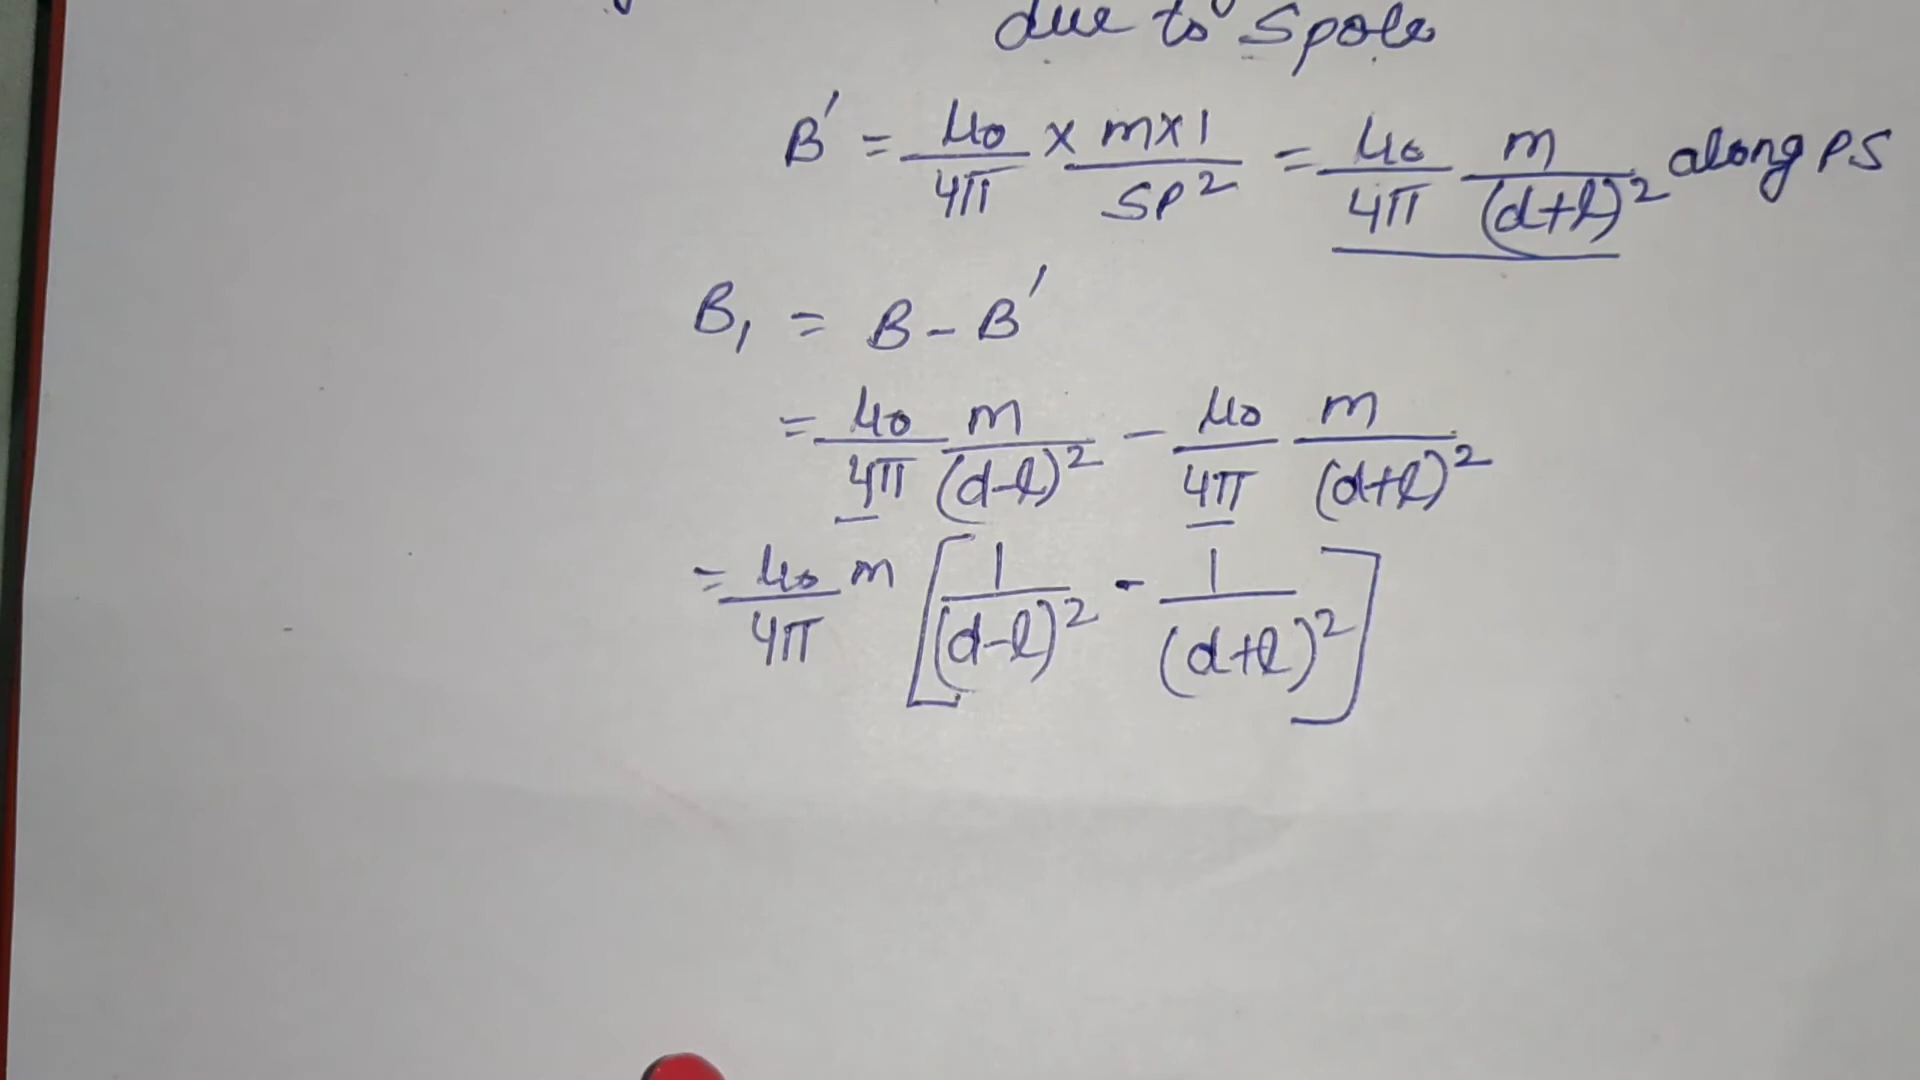 due to S pole
B' = μ0/4π × m×1/SP² = μ0/4π m/(d+l)² along PS
B₁ = B - B'
= μ0/4π m/(d-l)² - μ0/4π m/(d+l)²
= μ0/4π m [1/(d-l)² - 1/(d+l)²]